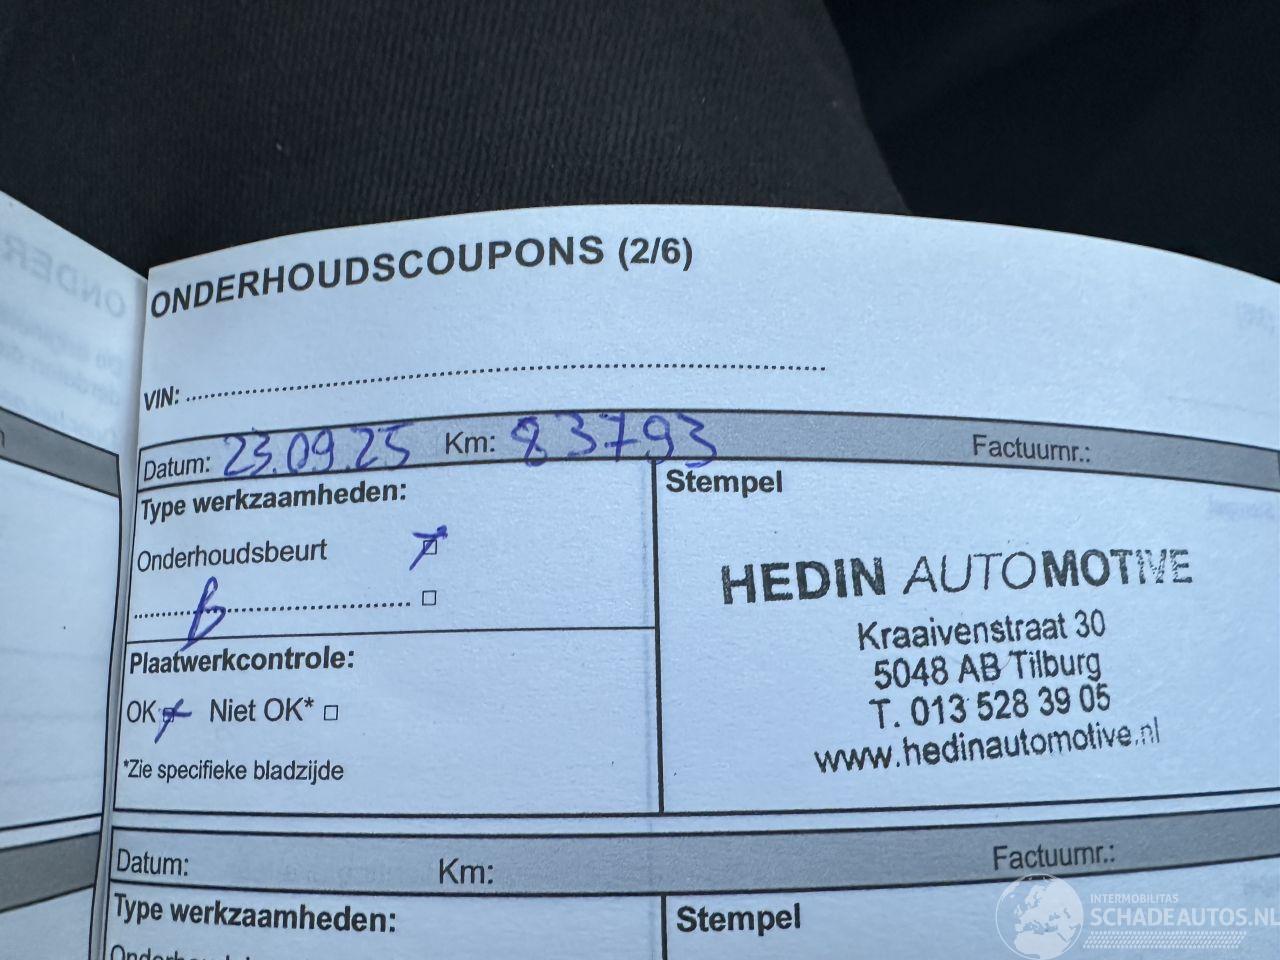 ONDERHOUDSCOUPONS (2/6)
VIN:
Datum: 23.09.25 Km: 83793 Factuurnr.:
Type werkzaamheden:
Onderhoudsbeurt
B
Plaatwerkcontrole:
OK Niet OK*
*Zie specifieke bladzijde
Stempel
HEDIN AUTOMOTIVE
Kraaivenstraat 30
5048 AB Tilburg
T. 013 528 39 05
www.hedinautomotive.nl
Datum: Km: Factuurnr.:
Type werkzaamheden:
Stempel
INTERMOBILITAS
SCHADEAUTOS.NL